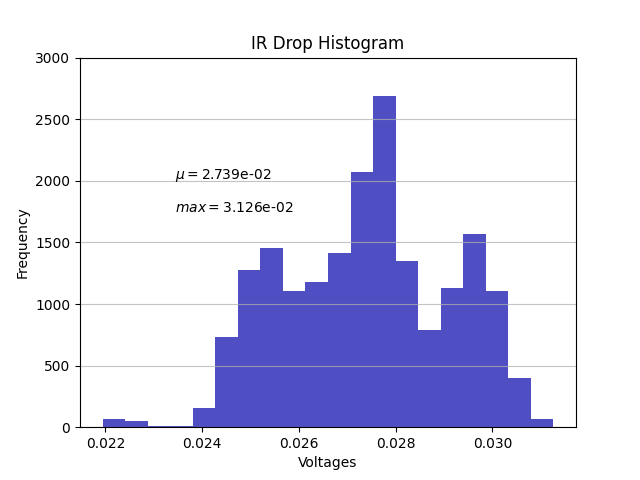 IR Drop Histogram
3000
2500
2000
1500
1000
500
0
Frequency
μ = 2.739e-02
max = 3.126e-02
0.022 0.024 0.026 0.028 0.030
Voltages